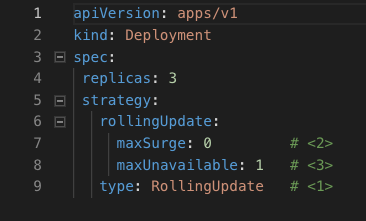 1 apiVersion: apps/v1
2 kind: Deployment
3 spec:
4   replicas: 3
5   strategy:
6     rollingUpdate:
7       maxSurge: 0         # <2>
8       maxUnavailable: 1   # <3>
9     type: RollingUpdate   # <1>